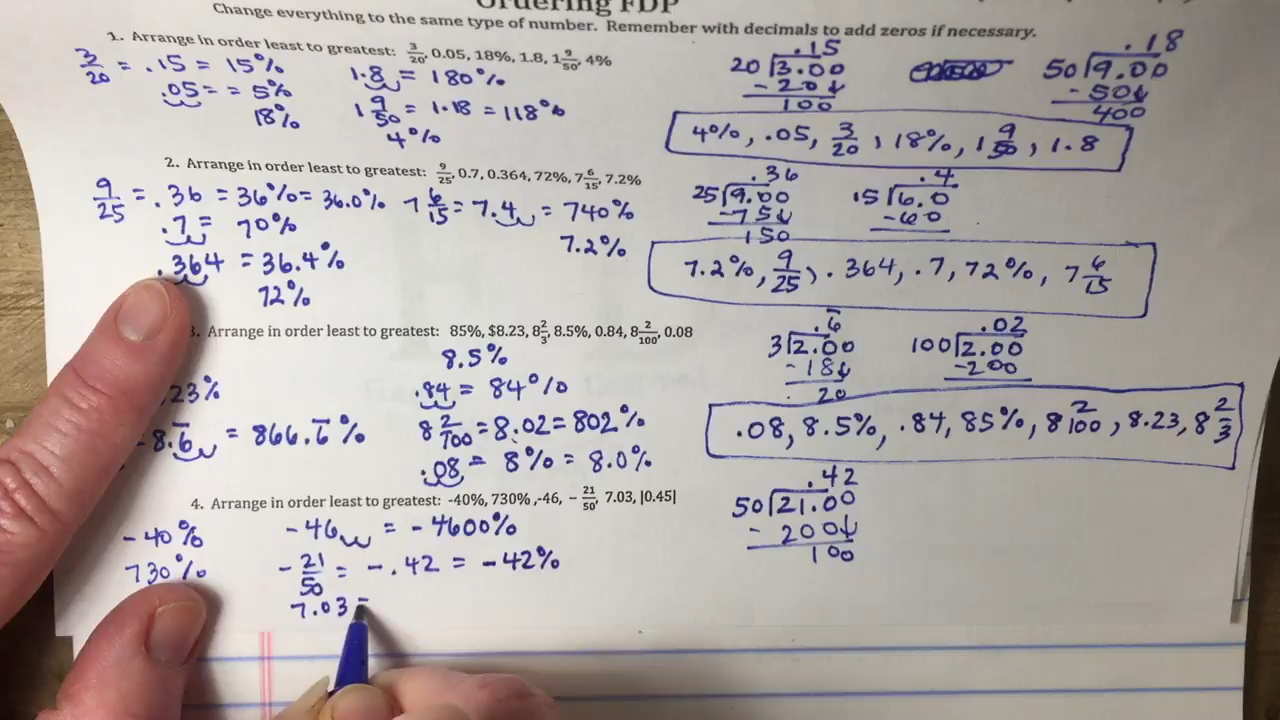 Ordering FDP
Change everything to the same type of number. Remember with decimals to add zeros if necessary.
1. Arrange in order least to greatest: 3/20, 0.05, 18%, 1.8, 1 9/50, 4%
3/20 = .15 = 15%
.05 = = 5%
18%
1.8 = 180%
1 9/50 = 1.18 = 118%
4%
.15
20 3.00
- 20
100
.18
50 9.00
- 50
400
4%, .05, 3/20, 18%, 1 9/50, 1.8
2. Arrange in order least to greatest: 9/25, 0.7, 0.364, 72%, 7 6/15, 7.2%
9/25 = .36 = 36% = 36.0%
.7 = 70%
.364 = 36.4%
72%
7 6/15 = 7.4 = 740%
7.2%
.36
25 9.00
- 75
150
.4
15 6.0
- 60
7.2%, 9/25, .364, .7, 72%, 7 6/15
3. Arrange in order least to greatest: 85%, $8.23, 8 2/3, 8.5%, 0.84, 8 2/100, 0.08
23%
8.6̅ = 866.6̅%
8.5%
.84 = 84%
8 2/100 = 8.02 = 802%
.08 = 8% = 8.0%
.6̅
3 2.00
- 18
20
.02
100 2.00
- 200
.08, 8.5%, .84, 85%, 8 2/100, 8.23, 8 2/3
4. Arrange in order least to greatest: -40%, 730%, -46, - 21/50, 7.03, |0.45|
-40%
730%
-46 = -4600%
- 21/50 = -.42 = -42%
7.03 =
.42
50 21.00
- 200
100